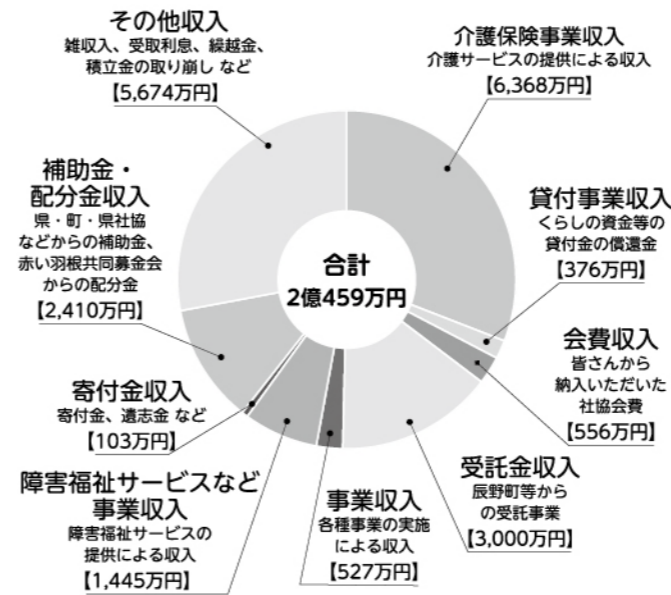 その他収入
雑収入、受取利息、繰越金、
積立金の取り崩し など
【5,674万円】
介護保険事業収入
介護サービスの提供による収入
【6,368万円】
貸付事業収入
くらしの資金等の
貸付金の償還金
【376万円】
会費収入
皆さんから
納入いただいた
社協会費
【556万円】
受託金収入
辰野町等から
の受託事業
【3,000万円】
事業収入
各種事業の実施
による収入
【527万円】
障害福祉サービスなど
事業収入
障害福祉サービスの
提供による収入
【1,445万円】
寄付金収入
寄付金、遺志金 など
【103万円】
補助金・
配分金収入
県・町・県社協
などからの補助金、
赤い羽根共同募金会
からの配分金
【2,410万円】
合計
2億459万円